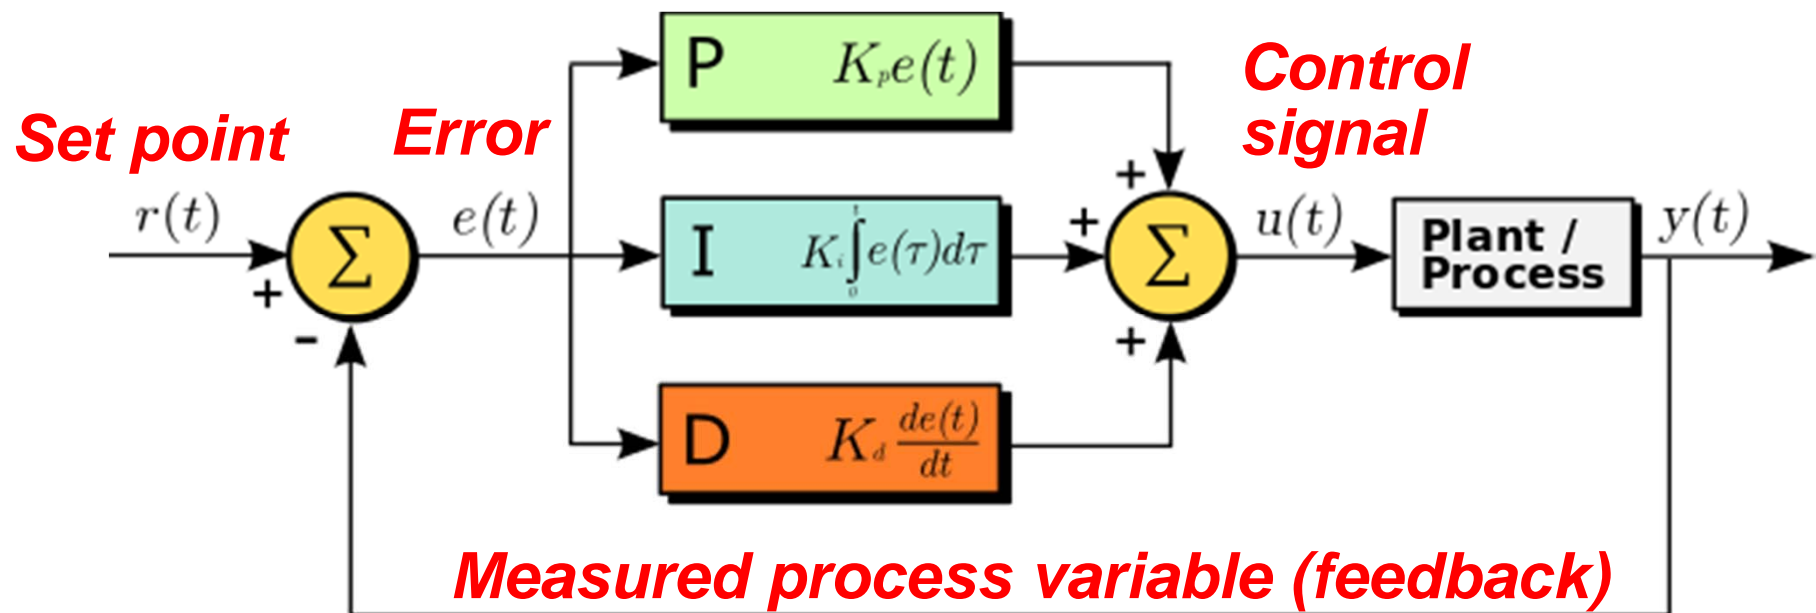 P K_p e(t)
Control
signal
Set point
Error
+
r(t)
Σ
e(t)
I K_i ∫_0^t e(τ)dτ
+
Σ
u(t)
Plant /
Process
y(t)
+
-
+
D K_d de(t)/dt
Measured process variable (feedback)